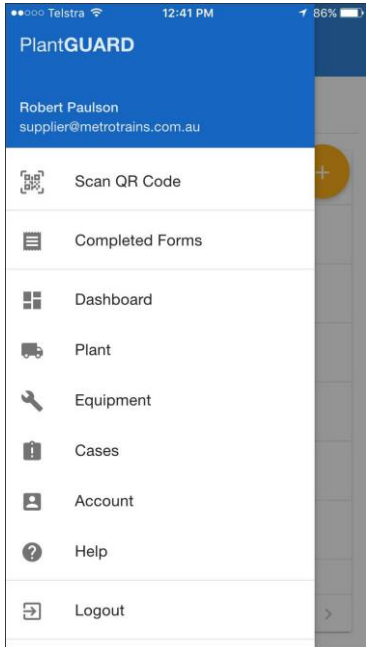 Telstra 12:41 PM 86%
PlantGUARD
Robert Paulson
supplier@metrotrains.com.au
Scan QR Code
Completed Forms
Dashboard
Plant
Equipment
Cases
Account
Help
Logout